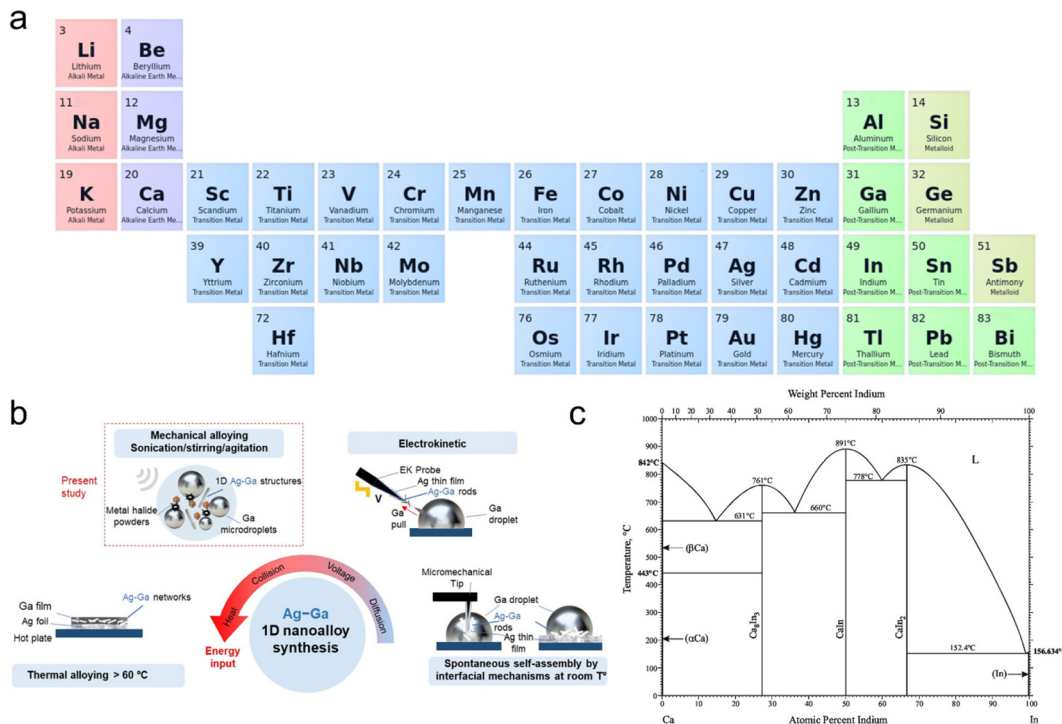 a
3
Li
Lithium
Alkali Metal
4
Be
Beryllium
Alkaline Earth Me...
11
Na
Sodium
Alkali Metal
12
Mg
Magnesium
Alkaline Earth Me...
13
Al
Aluminum
Post-Transition M...
14
Si
Silicon
Metalloid
19
K
Potassium
Alkali Metal
20
Ca
Calcium
Alkaline Earth Me...
21
Sc
Scandium
Transition Metal
22
Ti
Titanium
Transition Metal
23
V
Vanadium
Transition Metal
24
Cr
Chromium
Transition Metal
25
Mn
Manganese
Transition Metal
26
Fe
Iron
Transition Metal
27
Co
Cobalt
Transition Metal
28
Ni
Nickel
Transition Metal
29
Cu
Copper
Transition Metal
30
Zn
Zinc
Transition Metal
31
Ga
Gallium
Post-Transition M...
32
Ge
Germanium
Metalloid
39
Y
Yttrium
Transition Metal
40
Zr
Zirconium
Transition Metal
41
Nb
Niobium
Transition Metal
42
Mo
Molybdenum
Transition Metal
44
Ru
Ruthenium
Transition Metal
45
Rh
Rhodium
Transition Metal
46
Pd
Palladium
Transition Metal
47
Ag
Silver
Transition Metal
48
Cd
Cadmium
Transition Metal
49
In
Indium
Post-Transition M...
50
Sn
Tin
Post-Transition M...
51
Sb
Antimony
Metalloid
72
Hf
Hafnium
Transition Metal
76
Os
Osmium
Transition Metal
77
Ir
Iridium
Transition Metal
78
Pt
Platinum
Transition Metal
79
Au
Gold
Transition Metal
80
Hg
Mercury
Transition Metal
81
Tl
Thallium
Post-Transition M...
82
Pb
Lead
Post-Transition M...
83
Bi
Bismuth
Post-Transition M...
b
Mechanical alloying
Sonication/stirring/agitation
Present
study
1D Ag-Ga structures
Metal halide
powders
Ga
microdroplets
Electrokinetic
EK Probe
Ag thin film
Ag-Ga rods
V
Ga
pull
Ga
droplet
Collision
Voltage
Heat
Diffusion
Ag−Ga
1D nanoalloy
synthesis
Energy
input
Ga film
Ag foil
Hot plate
Ag-Ga networks
Thermal alloying > 60 ºC
Micromechanical
Tip
Ga droplet
Ag-Ga
rods
Ag thin
film
Spontaneous self-assembly by
interfacial mechanisms at room Tº
c
Weight Percent Indium
0 10 20 30 40 50 60 70 80 90 100
Temperature, °C
1000
900
800
700
600
500
400
300
200
100
0
842°C
443°C
631°C
761°C
660°C
891°C
778°C
835°C
L
152.4°C
156.634°C
(βCa)
(αCa)
(In)
Ca₈In₃
CaIn
CaIn₂
0 10 20 30 40 50 60 70 80 90 100
Ca
Atomic Percent Indium
In